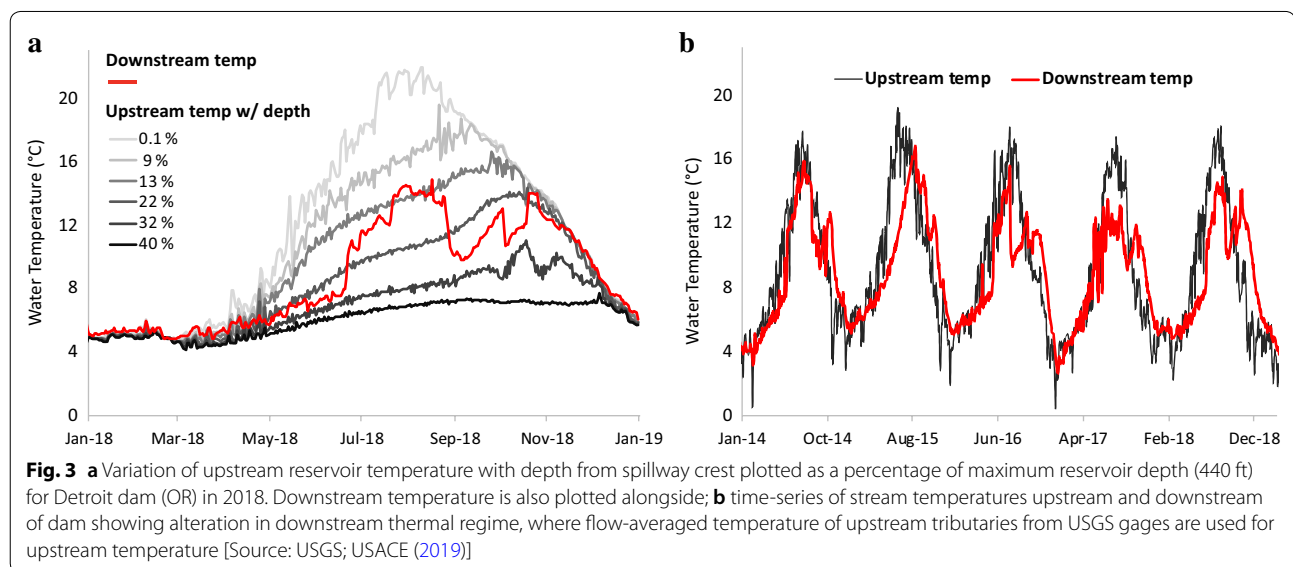 a
Downstream temp
Upstream temp w/ depth
0.1 %
9 %
13 %
22 %
32 %
40 %
Water Temperature (°C)
20
16
12
8
4
0
Jan-18 Mar-18 May-18 Jul-18 Sep-18 Nov-18 Jan-19
b
Upstream temp Downstream temp
Water Temperature (°C)
20
16
12
8
4
0
Jan-14 Oct-14 Aug-15 Jun-16 Apr-17 Feb-18 Dec-18
Fig. 3 a Variation of upstream reservoir temperature with depth from spillway crest plotted as a percentage of maximum reservoir depth (440 ft)
for Detroit dam (OR) in 2018. Downstream temperature is also plotted alongside; b time-series of stream temperatures upstream and downstream
of dam showing alteration in downstream thermal regime, where flow-averaged temperature of upstream tributaries from USGS gages are used for
upstream temperature [Source: USGS; USACE (2019)]